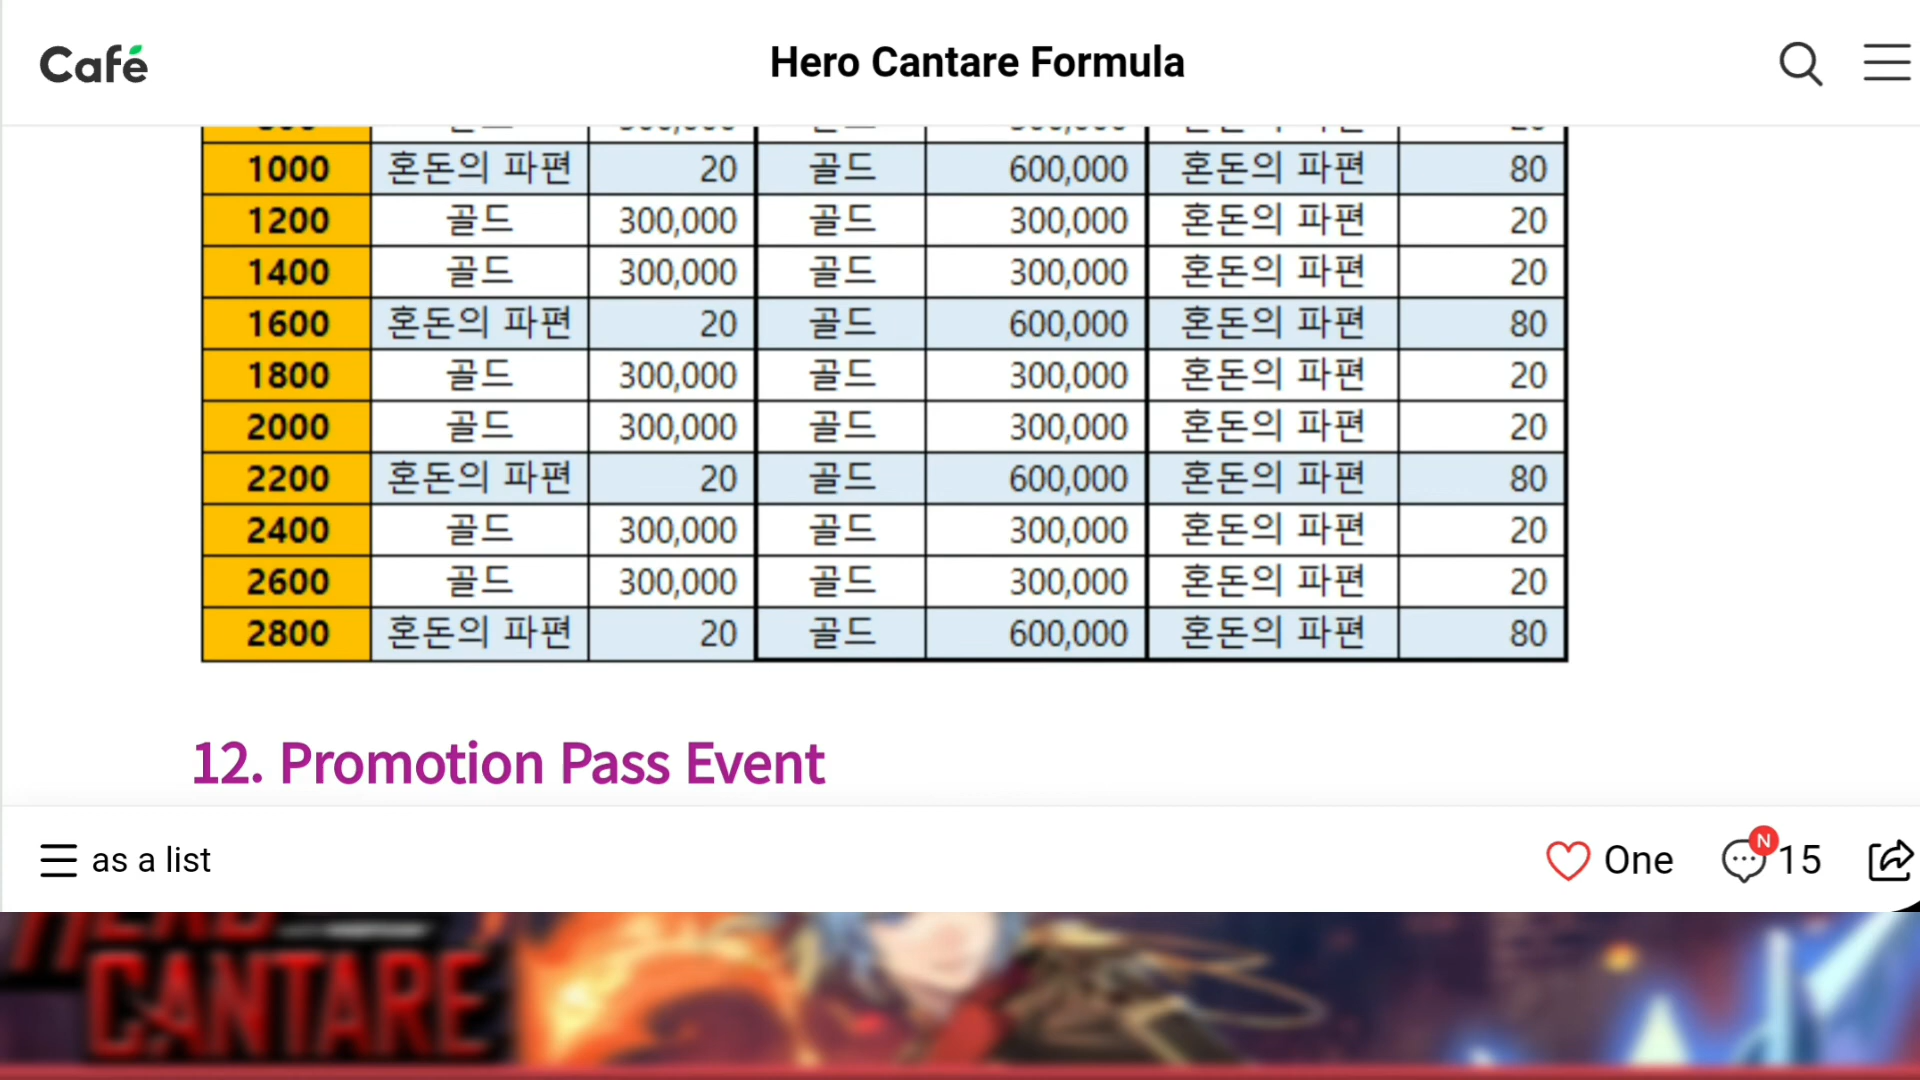 Café
Hero Cantare Formula
1000 혼돈의 파편 20 골드 600,000 혼돈의 파편 80
1200 골드 300,000 골드 300,000 혼돈의 파편 20
1400 골드 300,000 골드 300,000 혼돈의 파편 20
1600 혼돈의 파편 20 골드 600,000 혼돈의 파편 80
1800 골드 300,000 골드 300,000 혼돈의 파편 20
2000 골드 300,000 골드 300,000 혼돈의 파편 20
2200 혼돈의 파편 20 골드 600,000 혼돈의 파편 80
2400 골드 300,000 골드 300,000 혼돈의 파편 20
2600 골드 300,000 골드 300,000 혼돈의 파편 20
2800 혼돈의 파편 20 골드 600,000 혼돈의 파편 80
12. Promotion Pass Event
as a list
One
N
15
CANTARE